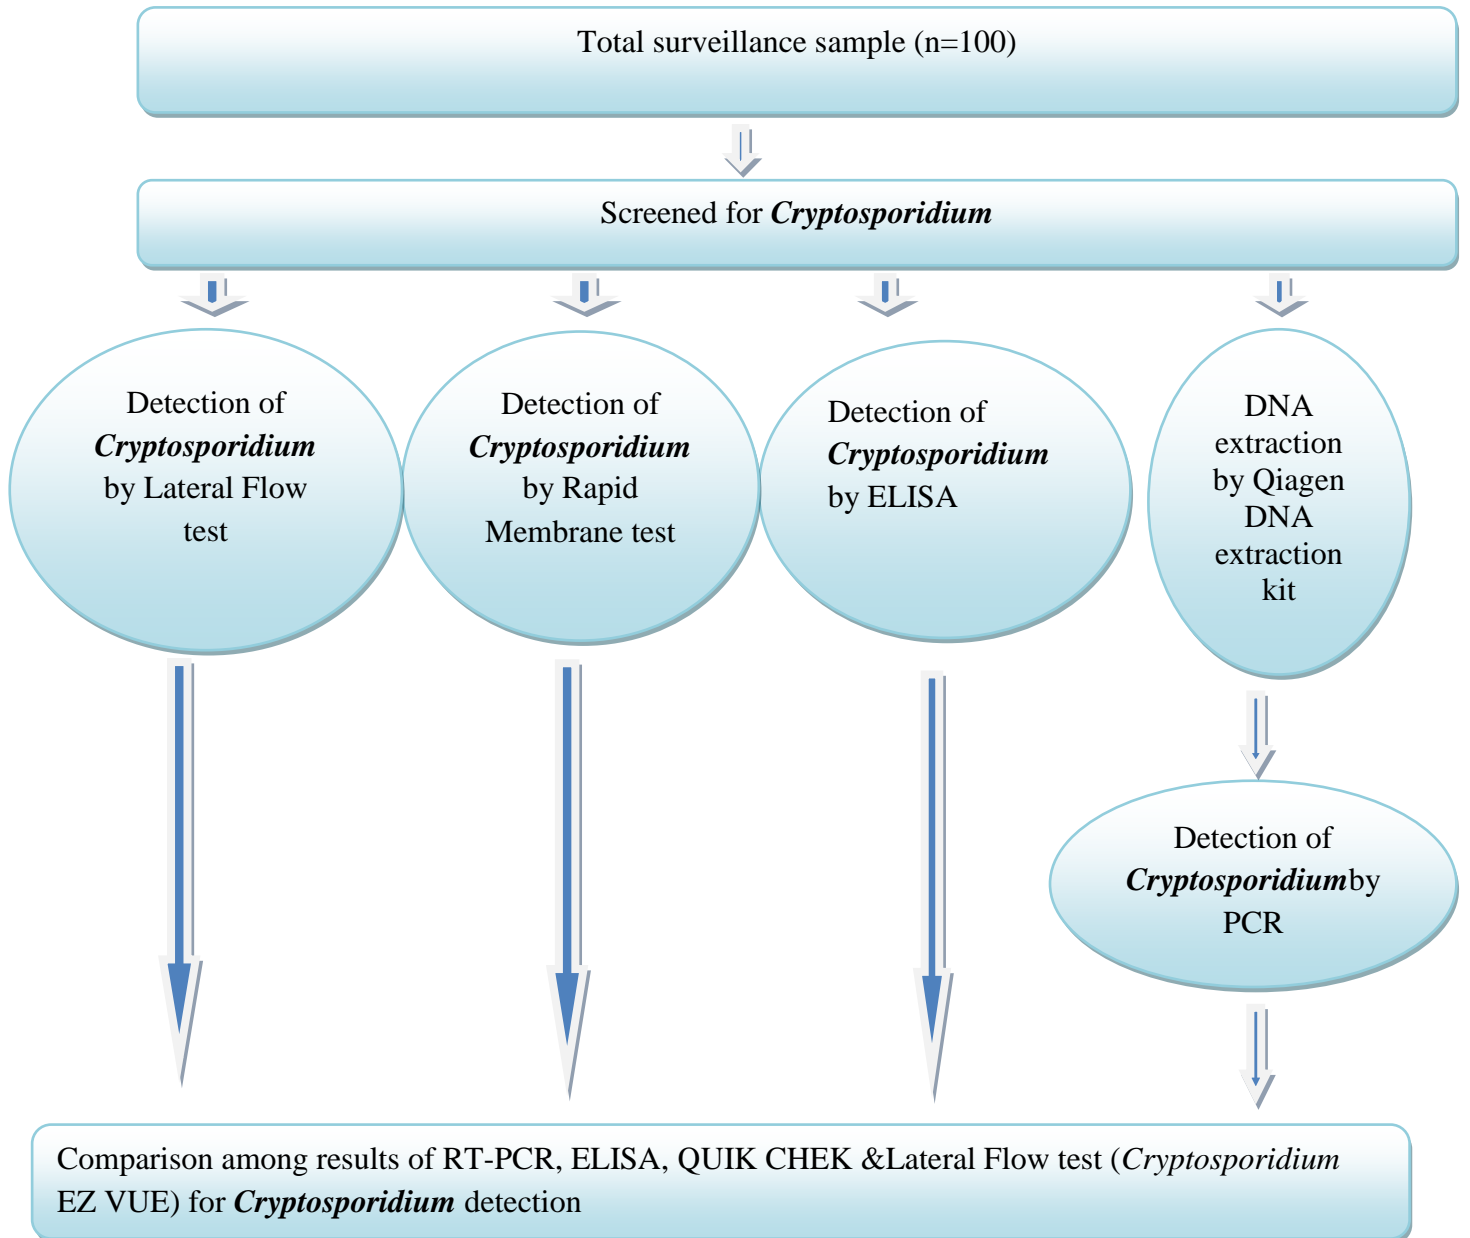 Total surveillance sample (n=100)
Screened for Cryptosporidium
Detection of
Cryptosporidium
by Lateral Flow
test
Detection of
Cryptosporidium
by Rapid
Membrane test
Detection of
Cryptosporidium
by ELISA
DNA
extraction
by Qiagen
DNA
extraction
kit
Detection of
Cryptosporidiumby
PCR
Comparison among results of RT-PCR, ELISA, QUIK CHEK &Lateral Flow test (Cryptosporidium
EZ VUE) for Cryptosporidium detection